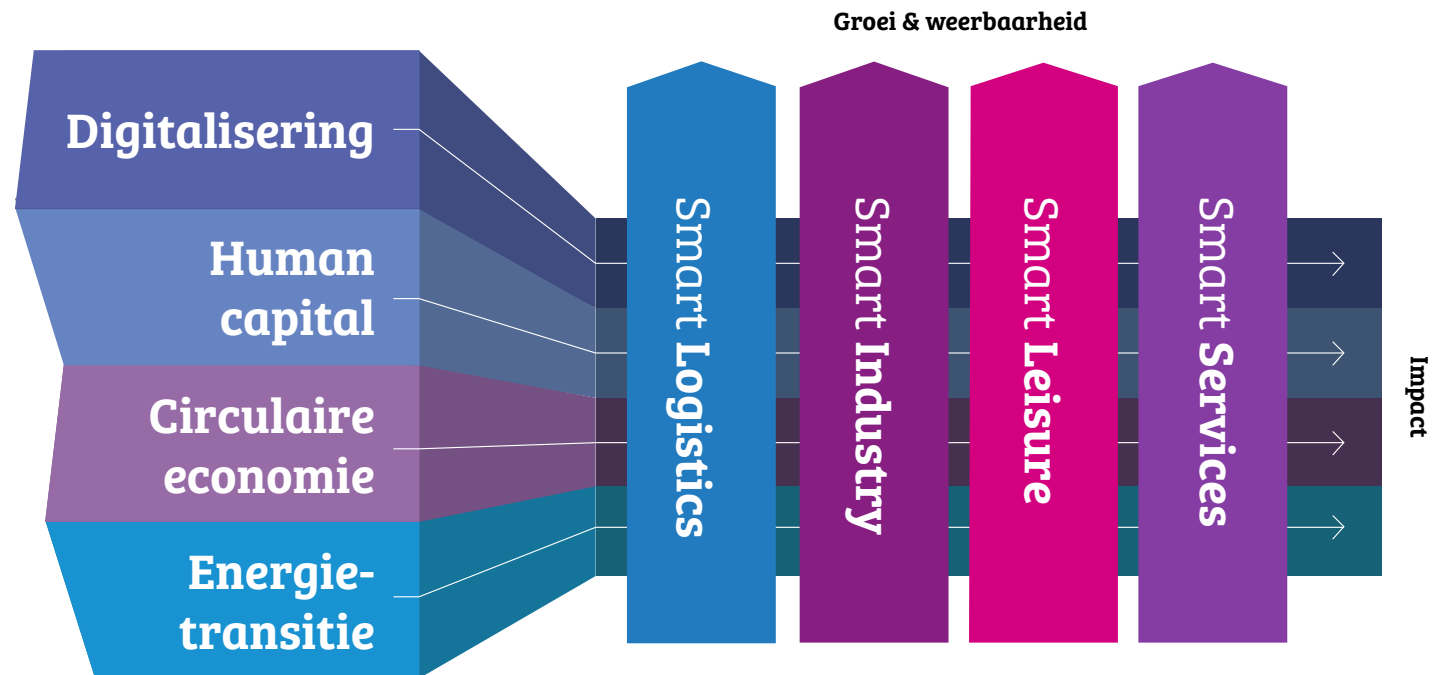 Groei & weerbaarheid
Digitalisering
Human
capital
Circulaire
economie
Energie-
transitie
Smart Logistics
Smart Industry
Smart Leisure
Smart Services
Impact